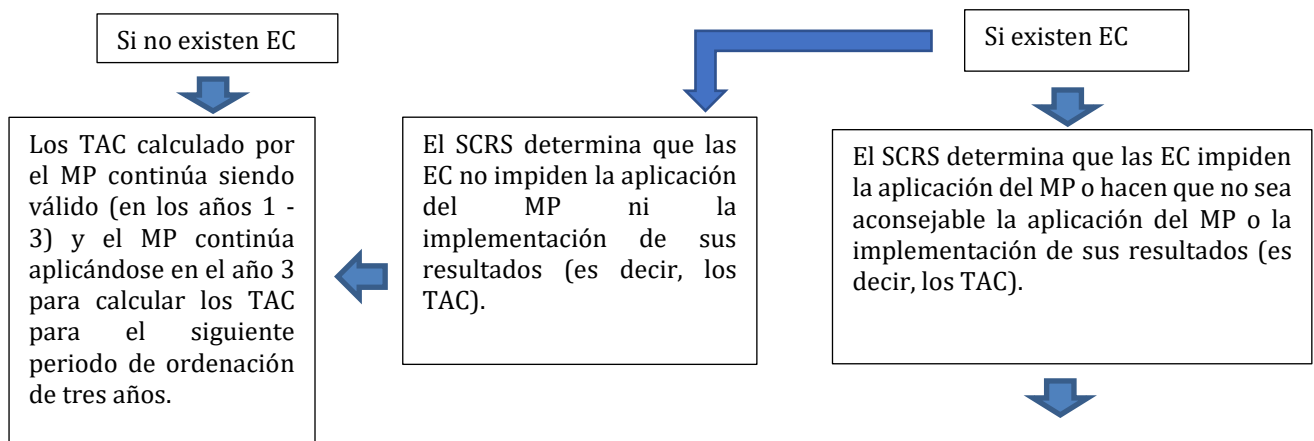 Si no existen EC
Si existen EC
Los TAC calculado por
el MP continúa siendo
válido (en los años 1 -
3) y el MP continúa
aplicándose en el año 3
para calcular los TAC
para el siguiente
periodo de ordenación
de tres años.
El SCRS determina que las
EC no impiden la aplicación
del MP ni la
implementación de sus
resultados (es decir, los
TAC).
El SCRS determina que las EC impiden
la aplicación del MP o hacen que no sea
aconsejable la aplicación del MP o la
implementación de sus resultados (es
decir, los TAC).